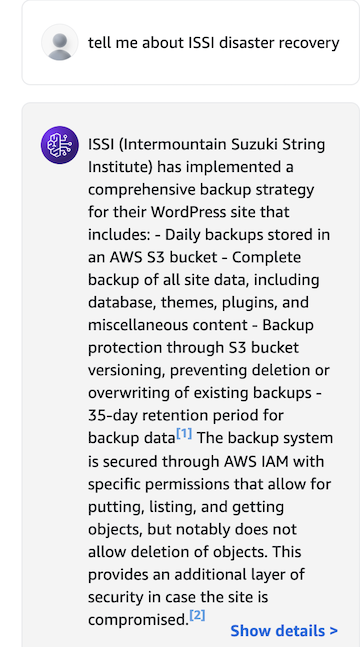 tell me about ISSI disaster recovery
ISSI (Intermountain Suzuki String
Institute) has implemented a
comprehensive backup strategy
for their WordPress site that
includes: - Daily backups stored in
an AWS S3 bucket - Complete
backup of all site data, including
database, themes, plugins, and
miscellaneous content - Backup
protection through S3 bucket
versioning, preventing deletion or
overwriting of existing backups -
35-day retention period for
backup data[1] The backup system
is secured through AWS IAM with
specific permissions that allow for
putting, listing, and getting
objects, but notably does not
allow deletion of objects. This
provides an additional layer of
security in case the site is
compromised.[2]
Show details >